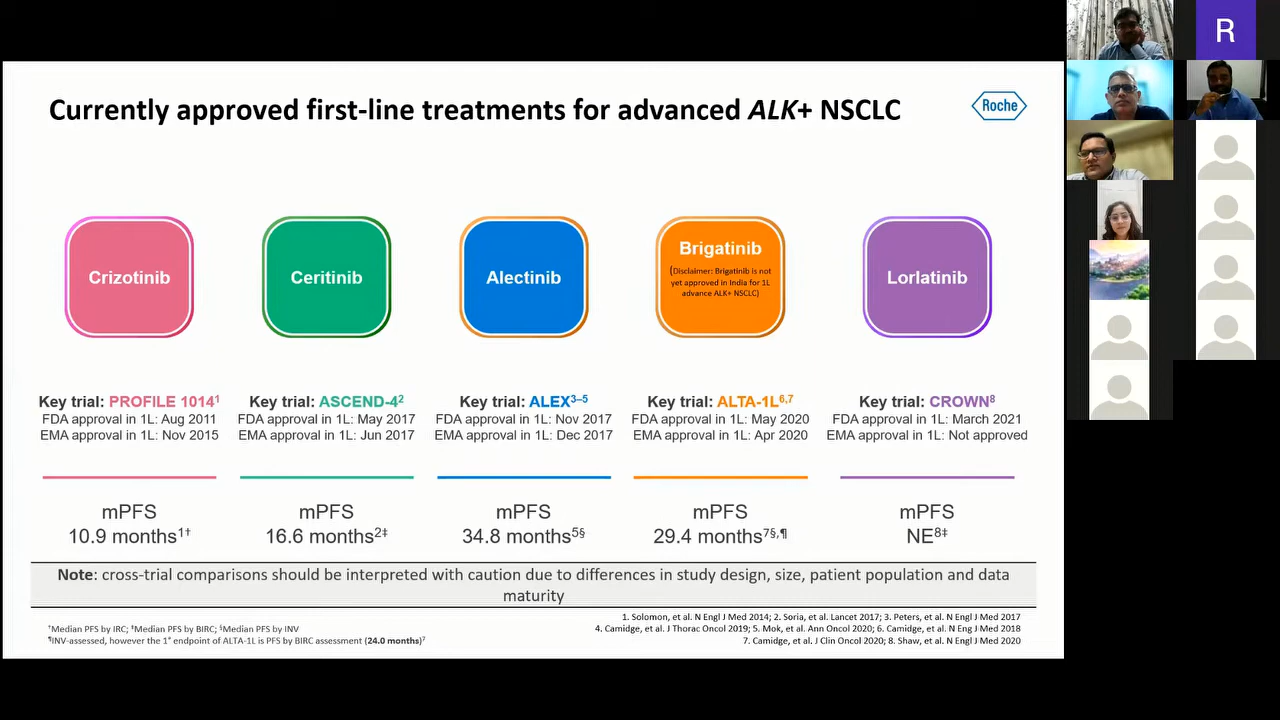 Currently approved first-line treatments for advanced ALK+ NSCLC
Roche
R
Crizotinib
Ceritinib
Alectinib
Brigatinib
(Disclaimer: Brigatinib is not
yet approved in India for 1L
advance ALK+ NSCLC)
Lorlatinib
Key trial: PROFILE 1014¹
FDA approval in 1L: Aug 2011
EMA approval in 1L: Nov 2015
Key trial: ASCEND-4²
FDA approval in 1L: May 2017
EMA approval in 1L: Jun 2017
Key trial: ALEX³⁻⁵
FDA approval in 1L: Nov 2017
EMA approval in 1L: Dec 2017
Key trial: ALTA-1L⁶,⁷
FDA approval in 1L: May 2020
EMA approval in 1L: Apr 2020
Key trial: CROWN⁸
FDA approval in 1L: March 2021
EMA approval in 1L: Not approved
mPFS
10.9 months¹†
mPFS
16.6 months²‡
mPFS
34.8 months⁵§
mPFS
29.4 months⁷§,¶
mPFS
NE⁸‡
Note: cross-trial comparisons should be interpreted with caution due to differences in study design, size, patient population and data
maturity
†Median PFS by IRC; ‡Median PFS by BIRC; §Median PFS by INV
¶INV-assessed, however the 1° endpoint of ALTA-1L is PFS by BIRC assessment (24.0 months)⁷
1. Solomon, et al. N Engl J Med 2014; 2. Soria, et al. Lancet 2017; 3. Peters, et al. N Engl J Med 2017
4. Camidge, et al. J Thorac Oncol 2019; 5. Mok, et al. Ann Oncol 2020; 6. Camidge, et al. N Eng J Med 2018
7. Camidge, et al. J Clin Oncol 2020; 8. Shaw, et al. N Engl J Med 2020